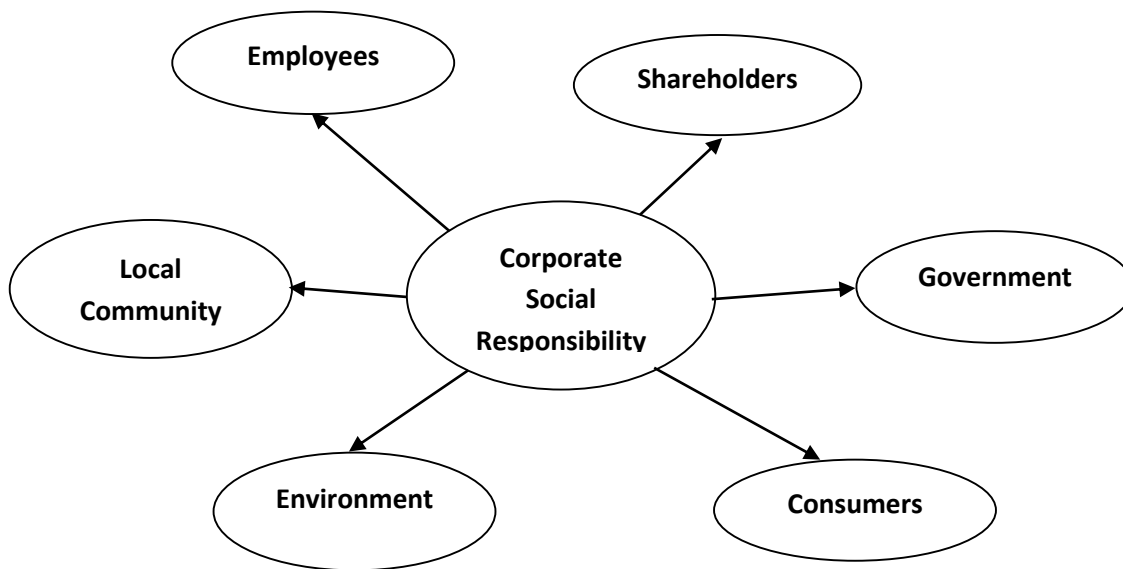 Employees
Shareholders
Local
Community
Corporate
Social
Responsibility
Government
Environment
Consumers